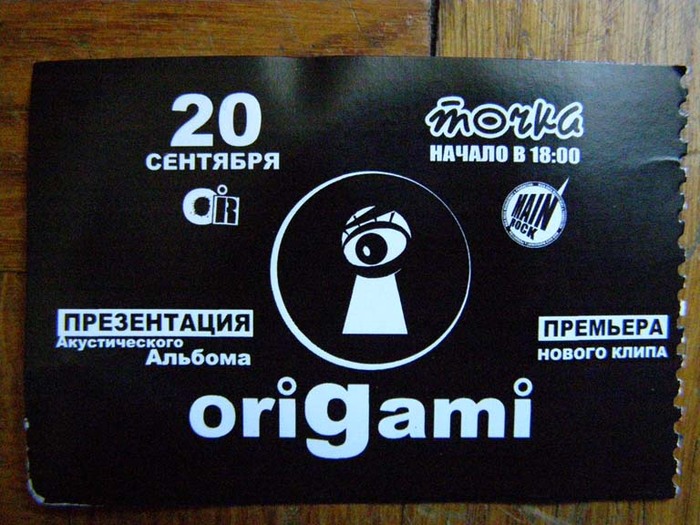 20
СЕНТЯБРЯ
точка
НАЧАЛО В 18:00
MAIN
ROCK
ПРЕЗЕНТАЦИЯ
Акустического
Альбома
ПРЕМЬЕРА
НОВОГО КЛИПА
origami